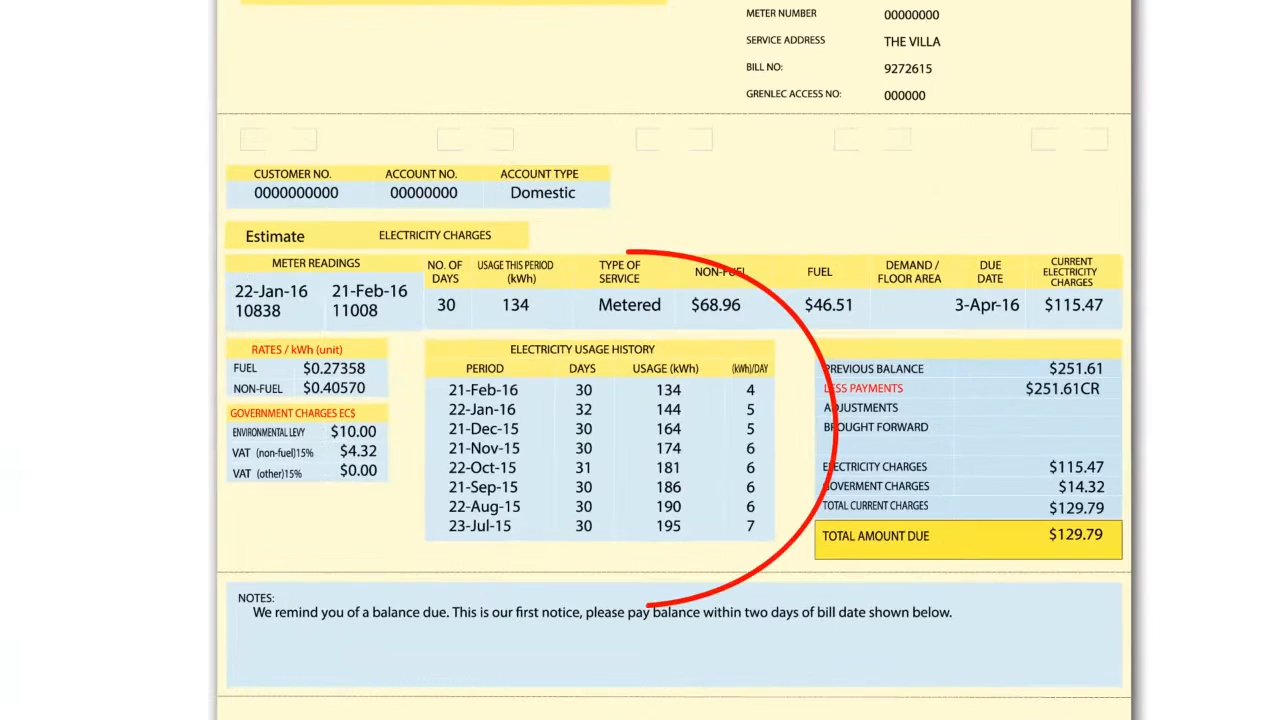 METER NUMBER 00000000
SERVICE ADDRESS THE VILLA
BILL NO: 9272615
GRENLEC ACCESS NO: 000000
CUSTOMER NO. ACCOUNT NO. ACCOUNT TYPE
0000000000 00000000 Domestic
Estimate ELECTRICITY CHARGES
METER READINGS NO. OF DAYS USAGE THIS PERIOD (kWh) TYPE OF SERVICE NON-FUEL FUEL DEMAND / FLOOR AREA DUE DATE CURRENT ELECTRICITY CHARGES
22-Jan-16 21-Feb-16 30 134 Metered $68.96 $46.51 3-Apr-16 $115.47
10838 11008
RATES / kWh (unit)
FUEL $0.27358
NON-FUEL $0.40570
GOVERNMENT CHARGES EC$
ENVIRONMENTAL LEVY $10.00
VAT (non-fuel)15% $4.32
VAT (other)15% $0.00
ELECTRICITY USAGE HISTORY
PERIOD DAYS USAGE (kWh) (kWh)/DAY
21-Feb-16 30 134 4
22-Jan-16 32 144 5
21-Dec-15 30 164 5
21-Nov-15 30 174 6
22-Oct-15 31 181 6
21-Sep-15 30 186 6
22-Aug-15 30 190 6
23-Jul-15 30 195 7
PREVIOUS BALANCE $251.61
LESS PAYMENTS $251.61CR
ADJUSTMENTS
BROUGHT FORWARD
ELECTRICITY CHARGES $115.47
GOVERMENT CHARGES $14.32
TOTAL CURRENT CHARGES $129.79
TOTAL AMOUNT DUE $129.79
NOTES:
We remind you of a balance due. This is our first notice, please pay balance within two days of bill date shown below.